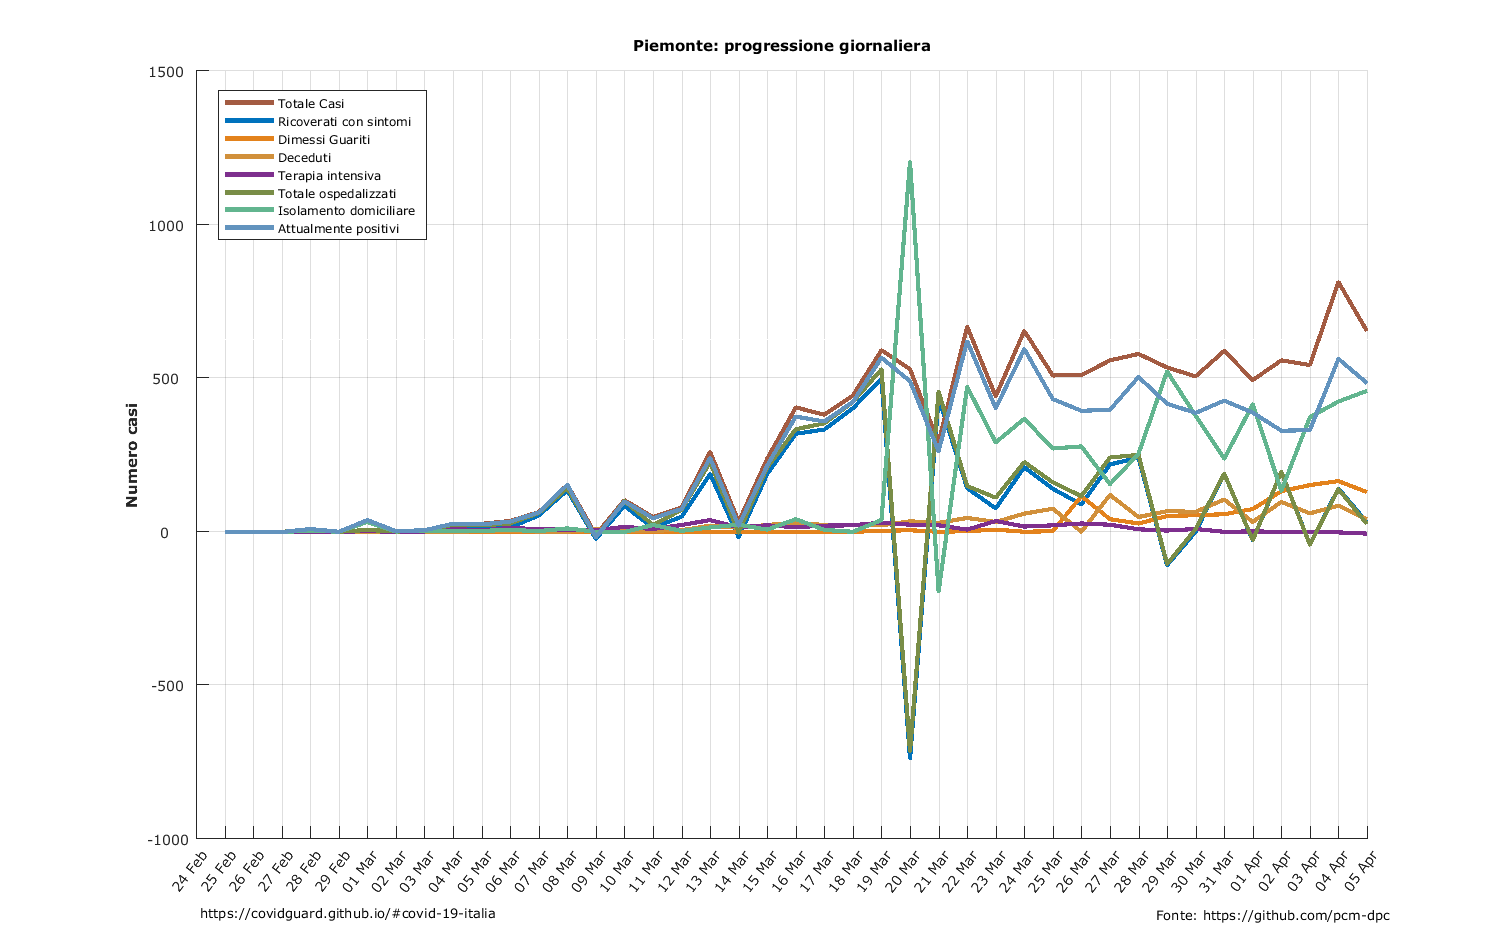 Piemonte: progressione giornaliera
1500
1000
500
0
-500
-1000
Numero casi
Totale Casi
Ricoverati con sintomi
Dimessi Guariti
Deceduti
Terapia intensiva
Totale ospedalizzati
Isolamento domiciliare
Attualmente positivi
24 Feb
25 Feb
26 Feb
27 Feb
28 Feb
29 Feb
01 Mar
02 Mar
03 Mar
04 Mar
05 Mar
06 Mar
07 Mar
08 Mar
09 Mar
10 Mar
11 Mar
12 Mar
13 Mar
14 Mar
15 Mar
16 Mar
17 Mar
18 Mar
19 Mar
20 Mar
21 Mar
22 Mar
23 Mar
24 Mar
25 Mar
26 Mar
27 Mar
28 Mar
29 Mar
30 Mar
31 Mar
01 Apr
02 Apr
03 Apr
04 Apr
05 Apr
https://covidguard.github.io/#covid-19-italia
Fonte: https://github.com/pcm-dpc